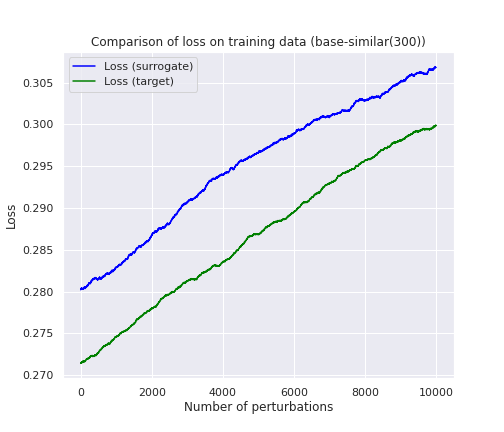 Comparison of loss on training data (base-similar(300))
Loss (surrogate)
Loss (target)
0.305
0.300
0.295
0.290
0.285
0.280
0.275
0.270
Loss
0 2000 4000 6000 8000 10000
Number of perturbations